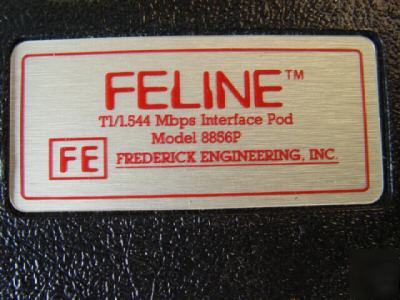 FELINE™
T1/1.544 Mbps Interface Pod
Model 8856P
FE FREDERICK ENGINEERING, INC.